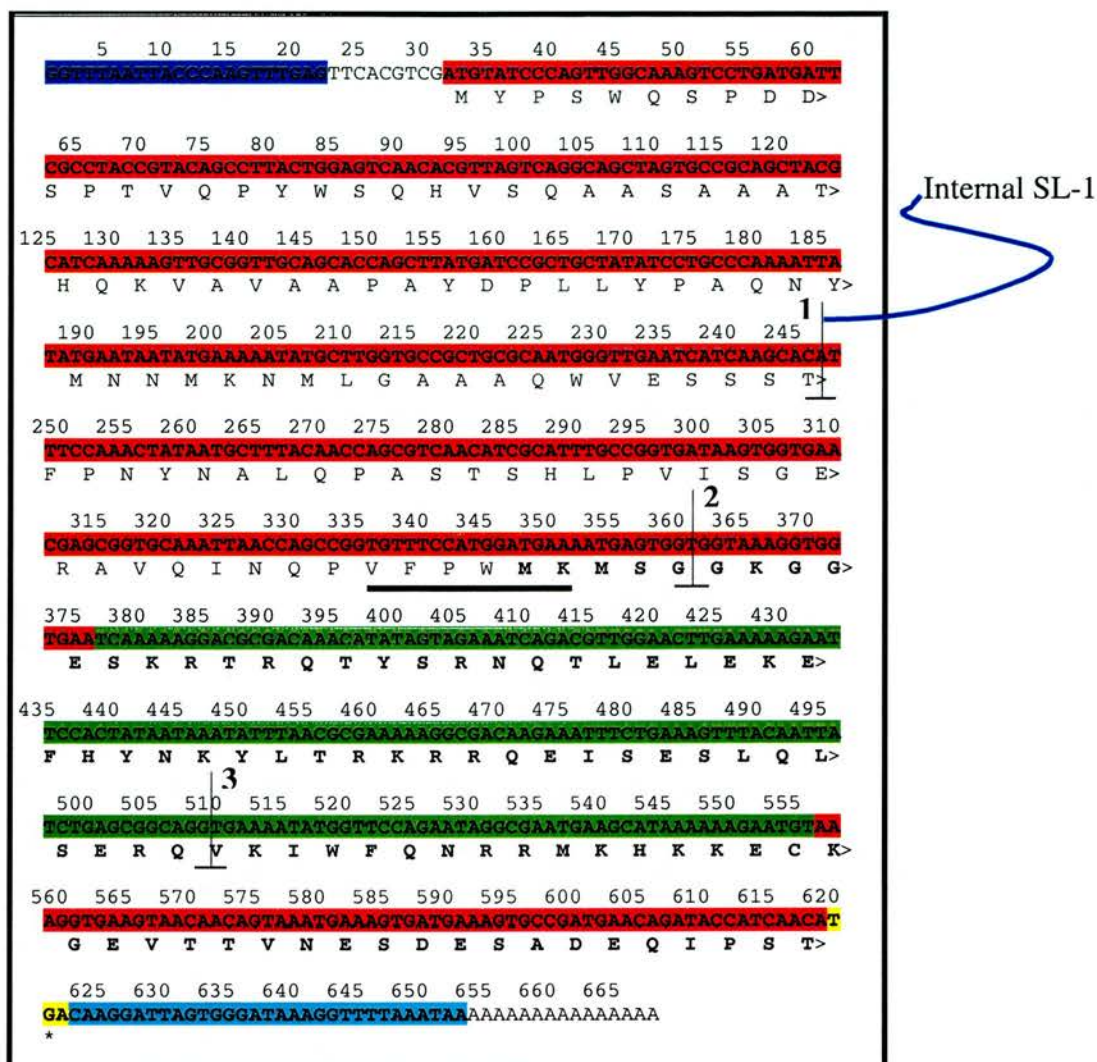 5 10 15 20 25 30 35 40 45 50 55 60
GGTTTAATTACCCAAGTTTGAGTTCACGTCGATGTATCCCAGTTGGCAAAGTCCTGATGATT
M Y P S W Q S P D D>
65 70 75 80 85 90 95 100 105 110 115 120
CGCCTACCGTACAGCCTTACTGGAGTCAACACGTTAGTCAGGCAGCTAGTGCCGCAGCTACG
S P T V Q P Y W S Q H V S Q A A S A A A T>
Internal SL-1
125 130 135 140 145 150 155 160 165 170 175 180 185
CATCAAAAAGTTGCGGTTGCAGCACCAGCTTATGATCCGCTGCTATATCCTGCCCAAAATTA
H Q K V A V A A P A Y D P L L Y P A Q N Y>
1
190 195 200 205 210 215 220 225 230 235 240 245
TATGAATAATATGAAAAATATGCTTGGTGCCGCTGCGCAATGGGTTGAATCATCAAGCACAT
M N N M K N M L G A A A Q W V E S S S T>
250 255 260 265 270 275 280 285 290 295 300 305 310
TTCCAAACTATAATGCTTTACAACCAGCGTCAACATCGCATTTGCCGGTGATAAGTGGTGAA
F P N Y N A L Q P A S T S H L P V I S G E>
2
315 320 325 330 335 340 345 350 355 360 365 370
CGAGCGGTGCAAATTAACCAGCCGGTGTTTCCATGGATGAAAATGAGTGGTGGTAAAGGTGG
R A V Q I N Q P V F P W M K M S G G K G G>
375 380 385 390 395 400 405 410 415 420 425 430
TGAATCAAAAAGGACGCGACAAACATATAGTAGAAATCAGACGTTGGAACTTGAAAAAGAAT
E S K R T R Q T Y S R N Q T L E L E K E>
435 440 445 450 455 460 465 470 475 480 485 490 495
TCCACTATAATAAATATTTAACGCGAAAAAGGCGACAAGAAATTTCTGAAAGTTTACAATTA
F H Y N K Y L T R K R R Q E I S E S L Q L>
3
500 505 510 515 520 525 530 535 540 545 550 555
TCTGAGCGGCAGGTGAAAATATGGTTCCAGAATAGGCGAATGAAGCATAAAAAAGAATGTAA
S E R Q V K I W F Q N R R M K H K K E C K>
560 565 570 575 580 585 590 595 600 605 610 615 620
AGGTGAAGTAACAACAGTAAATGAAAGTGATGAAAGTGCCGATGAACAGATACCATCAACAT
G E V T T V N E S D E S A D E Q I P S T>
625 630 635 640 645 650 655 660 665
GACAAGGATTAGTGGGATAAAGGTTTTAAATAAAAAAAAAAAAAAAAA
*